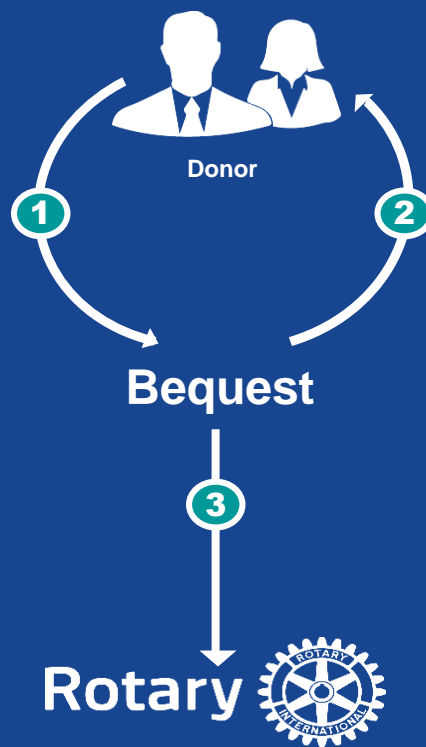 Donor
1
2
Bequest
3
Rotary
ROTARY
INTERNATIONAL